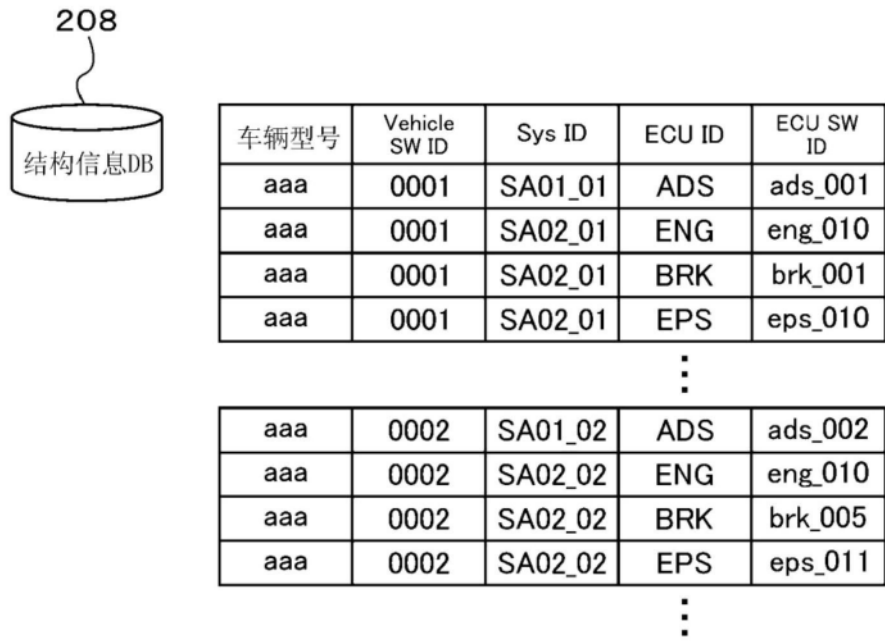 208
结构信息DB
车辆型号 Vehicle SW ID Sys ID ECU ID ECU SW ID
aaa 0001 SA01_01 ADS ads_001
aaa 0001 SA02_01 ENG eng_010
aaa 0001 SA02_01 BRK brk_001
aaa 0001 SA02_01 EPS eps_010
⋮
aaa 0002 SA01_02 ADS ads_002
aaa 0002 SA02_02 ENG eng_010
aaa 0002 SA02_02 BRK brk_005
aaa 0002 SA02_02 EPS eps_011
⋮